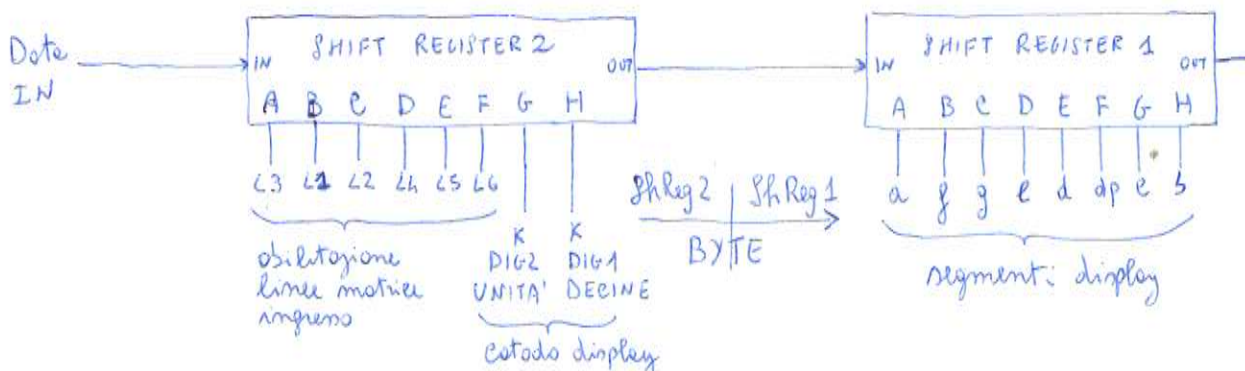 Data IN
SHIFT REGISTER 2
IN OUT
A B C D E F G H
L3 L1 L2 L4 L5 L6
abilitazione
linee matrice
ingresso
K K
DIG2 DIG1
UNITA' DECINE
catodo display
ShReg2 ShReg1
BYTE
SHIFT REGISTER 1
IN OUT
A B C D E F G H
a f g e d dp c b
segmenti display